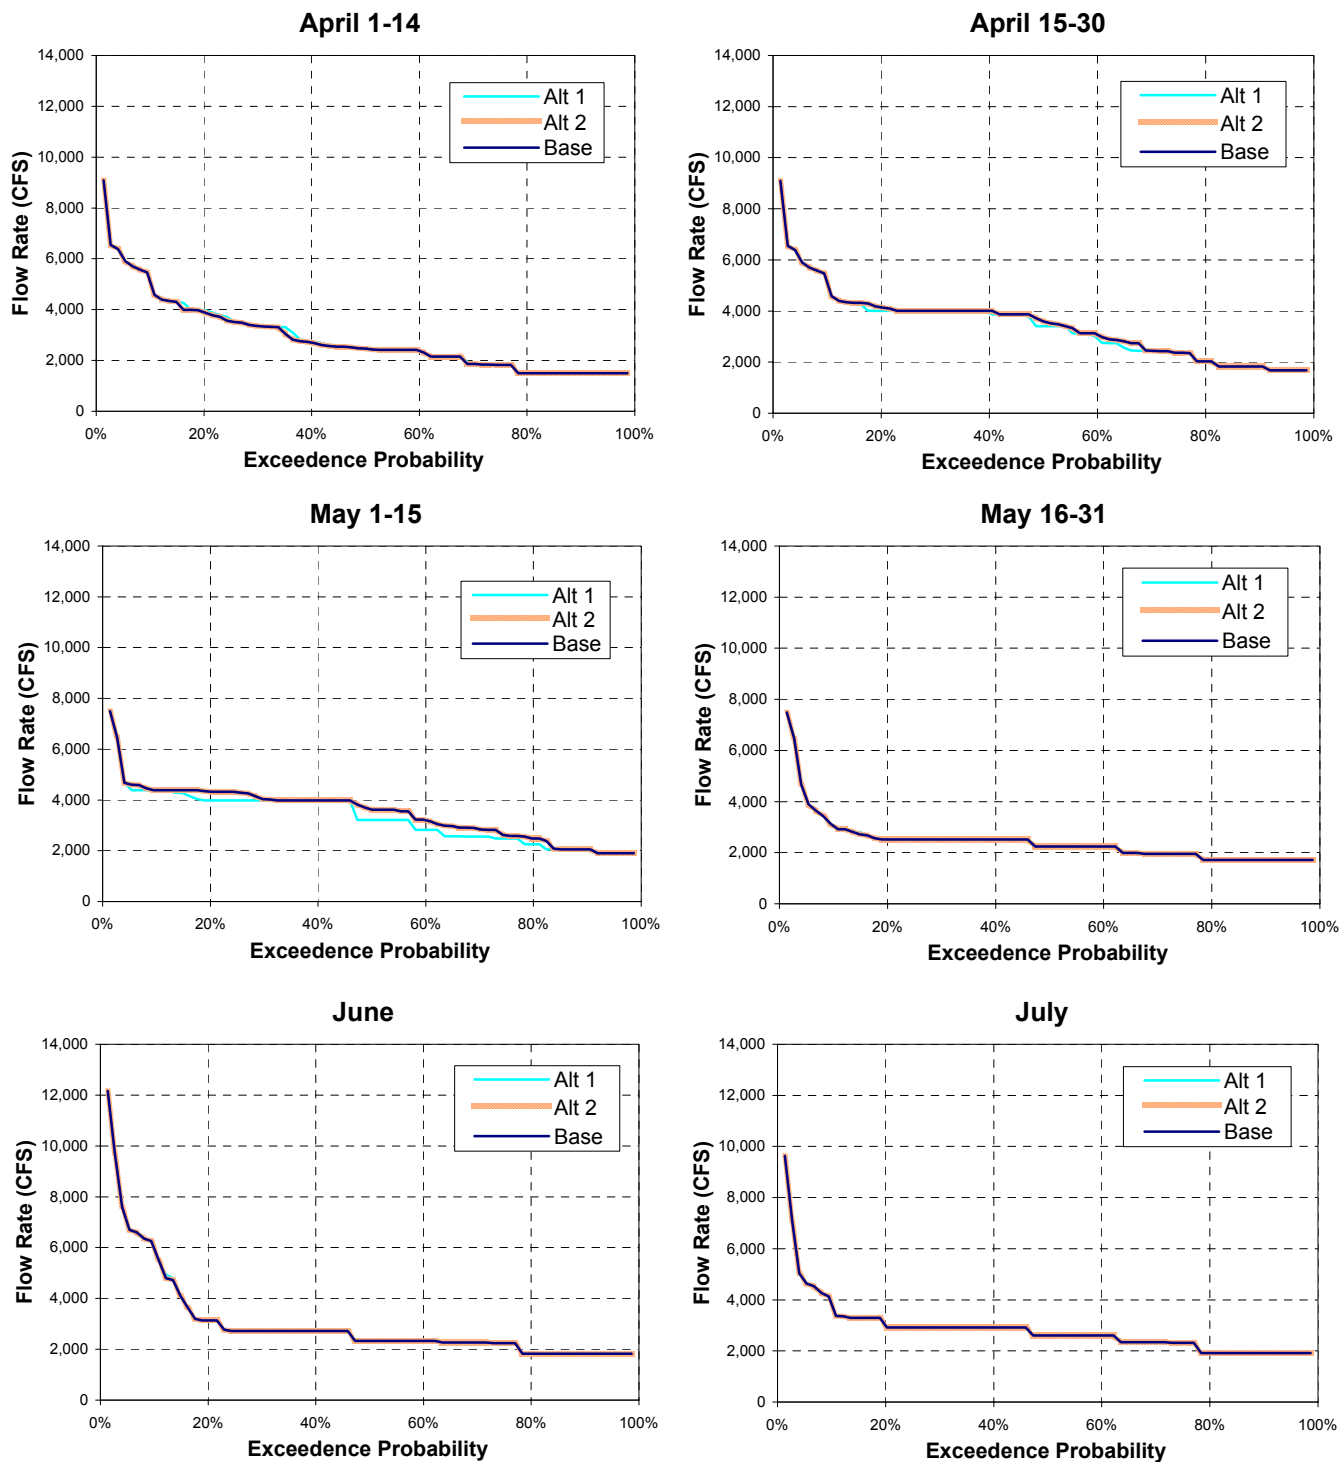 April 1-14
14,000
12,000
10,000
8,000
6,000
4,000
2,000
0
Flow Rate (CFS)
Alt 1
Alt 2
Base
0% 20% 40% 60% 80% 100%
Exceedence Probability
April 15-30
14,000
12,000
10,000
8,000
6,000
4,000
2,000
0
Flow Rate (CFS)
Alt 1
Alt 2
Base
0% 20% 40% 60% 80% 100%
Exceedence Probability
May 1-15
14,000
12,000
10,000
8,000
6,000
4,000
2,000
0
Flow Rate (CFS)
Alt 1
Alt 2
Base
0% 20% 40% 60% 80% 100%
Exceedence Probability
May 16-31
14,000
12,000
10,000
8,000
6,000
4,000
2,000
0
Flow Rate (CFS)
Alt 1
Alt 2
Base
0% 20% 40% 60% 80% 100%
Exceedence Probability
June
14,000
12,000
10,000
8,000
6,000
4,000
2,000
0
Flow Rate (CFS)
Alt 1
Alt 2
Base
0% 20% 40% 60% 80% 100%
Exceedence Probability
July
14,000
12,000
10,000
8,000
6,000
4,000
2,000
0
Flow Rate (CFS)
Alt 1
Alt 2
Base
0% 20% 40% 60% 80% 100%
Exceedence Probability